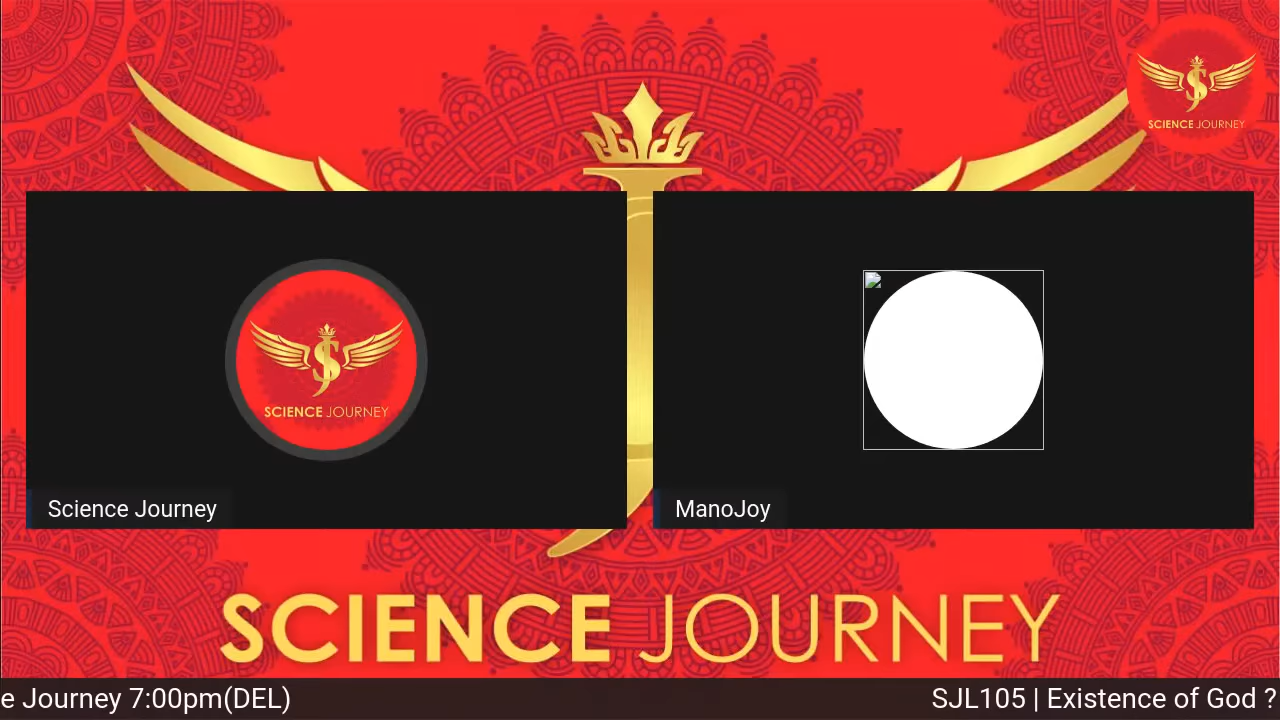 SCIENCE JOURNEY
SCIENCE JOURNEY
Science Journey
ManoJoy
SCIENCE JOURNEY
e Journey 7:00pm(DEL)
SJL105 | Existence of God ?